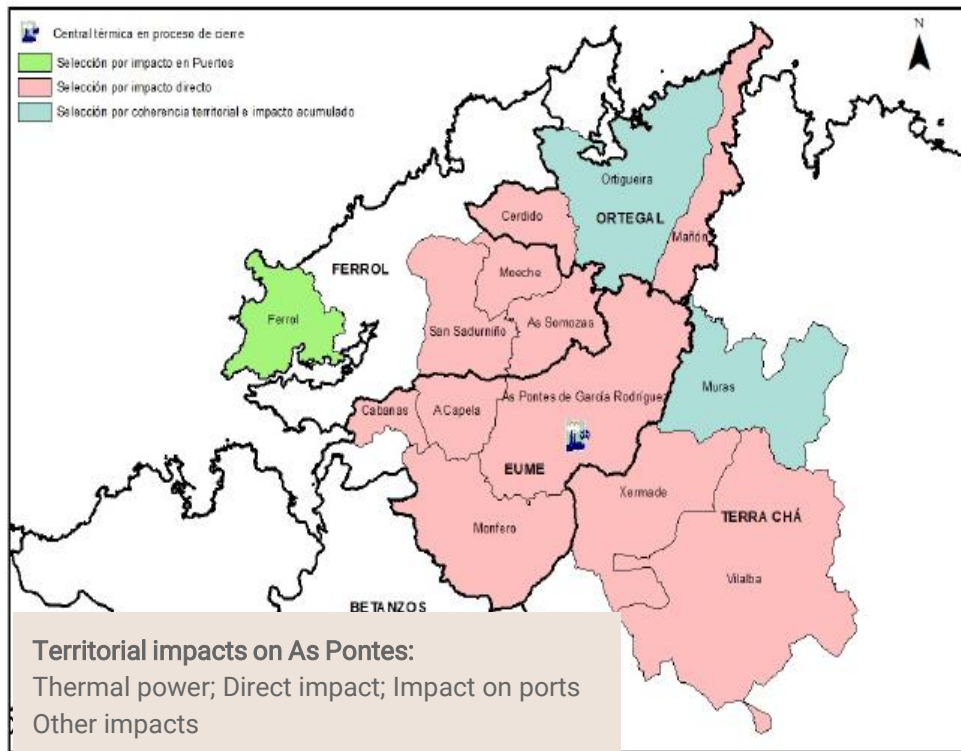 Central térmica en proceso de cierre
Selección por impacto en Puertos
Selección por impacto directo
Selección por coherencia territorial e impacto acumulado
N
Ortigueira
ORTEGAL
Cerdido
Mañón
FERROL
Moeche
Ferrol
San Sadurniño
As Somozas
As Pontes de García Rodríguez
Muras
Cabanas
A Capela
EUME
Xermade
TERRA CHÁ
Monfero
Vilalba
BETANZOS
Territorial impacts on As Pontes:
Thermal power; Direct impact; Impact on ports
Other impacts